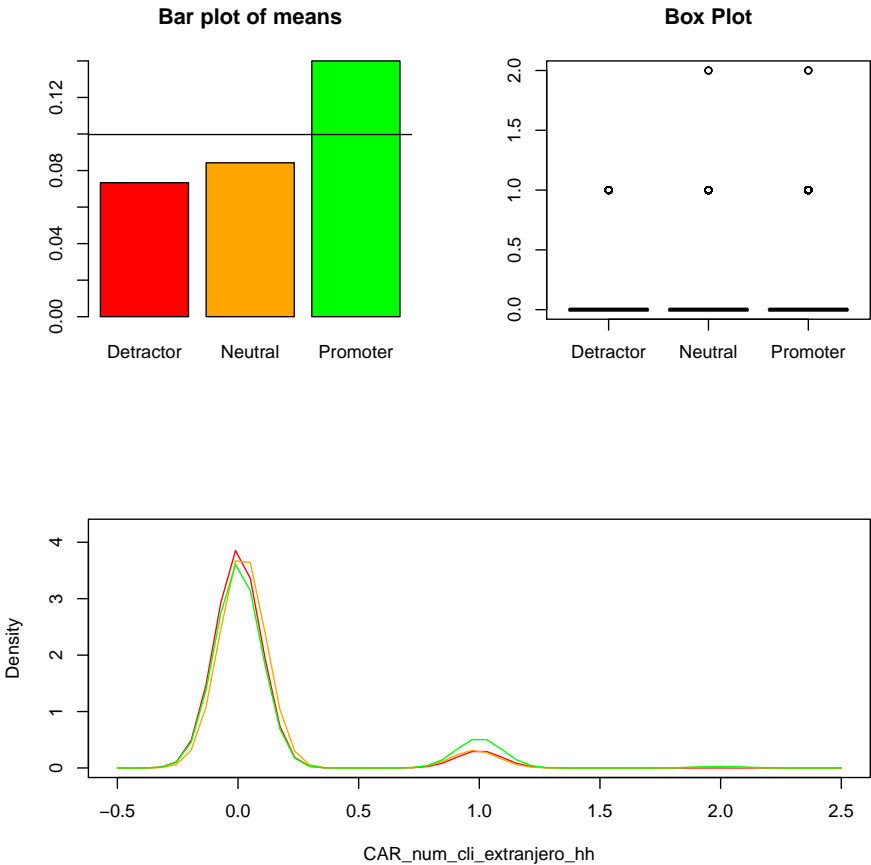 Bar plot of means
0.00
0.04
0.08
0.12
Detractor Neutral Promoter
Box Plot
0.0
0.5
1.0
1.5
2.0
Detractor Neutral Promoter
Density
0
1
2
3
4
−0.5 0.0 0.5 1.0 1.5 2.0 2.5
CAR_num_cli_extranjero_hh